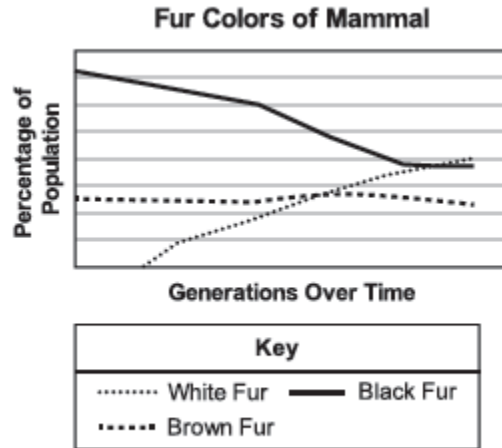 Fur Colors of Mammal
Percentage of
Population
Generations Over Time
Key
White Fur Black Fur
Brown Fur